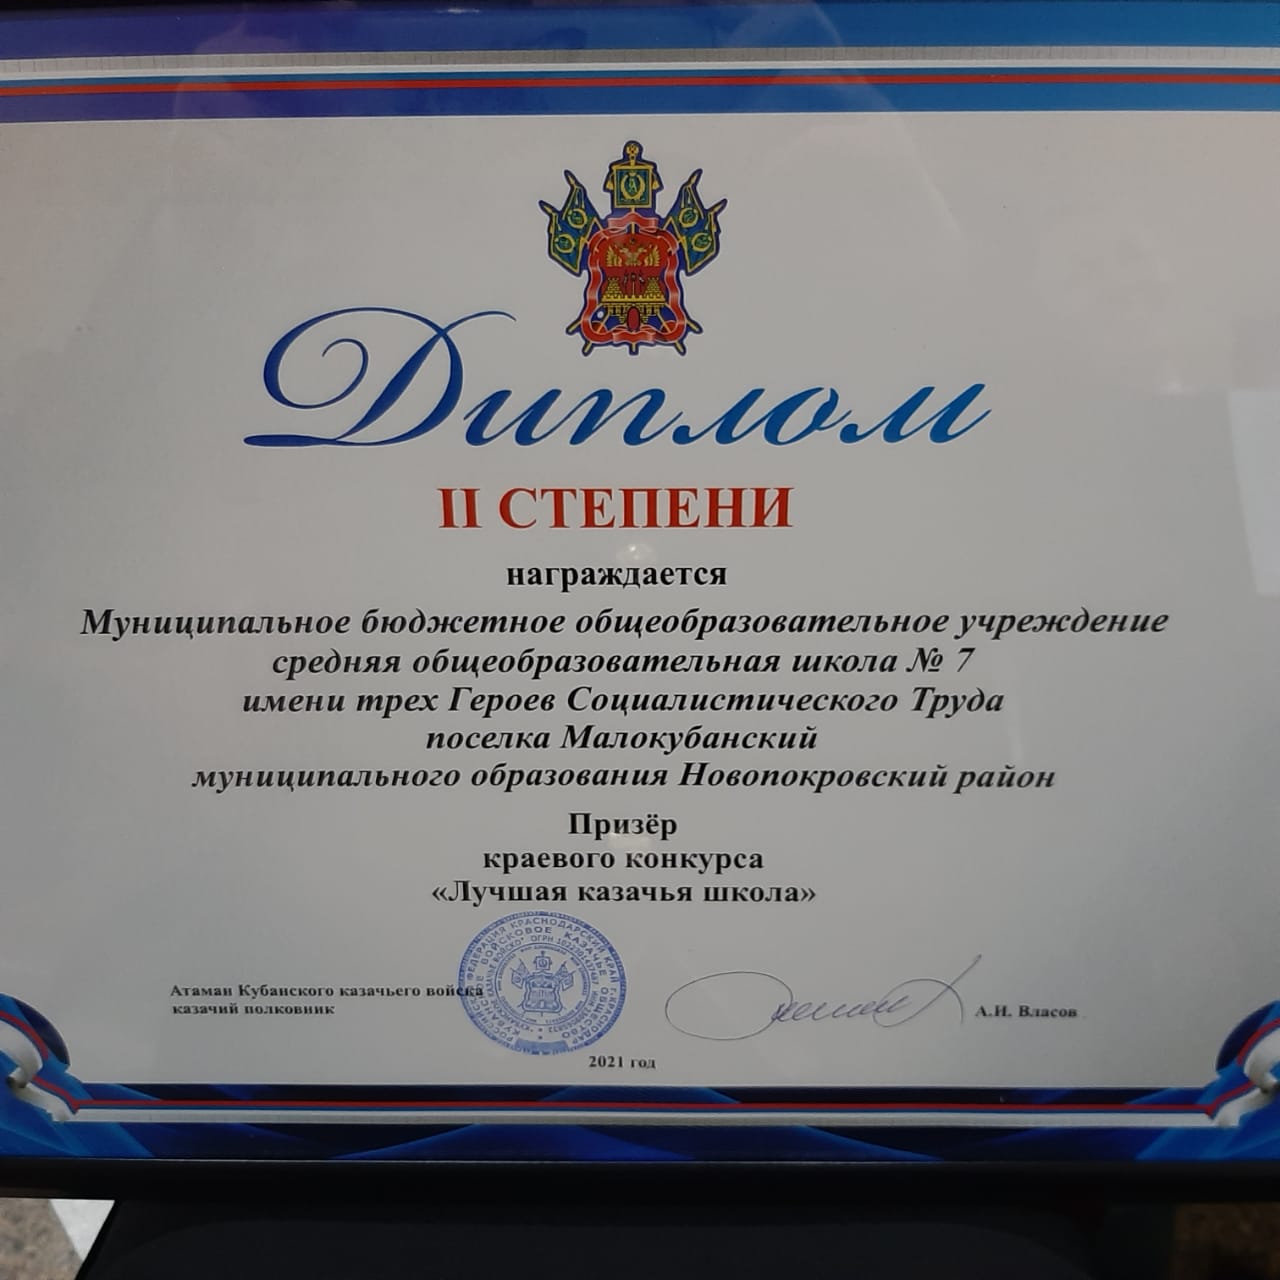 Диплом
II СТЕПЕНИ
награждается
Муниципальное бюджетное общеобразовательное учреждение
средняя общеобразовательная школа № 7
имени трех Героев Социалистического Труда
поселка Малокубанский
муниципального образования Новопокровский район
Призёр
краевого конкурса
«Лучшая казачья школа»
Атаман Кубанского казачьего войска
казачий полковник
А.И. Власов
2021 год